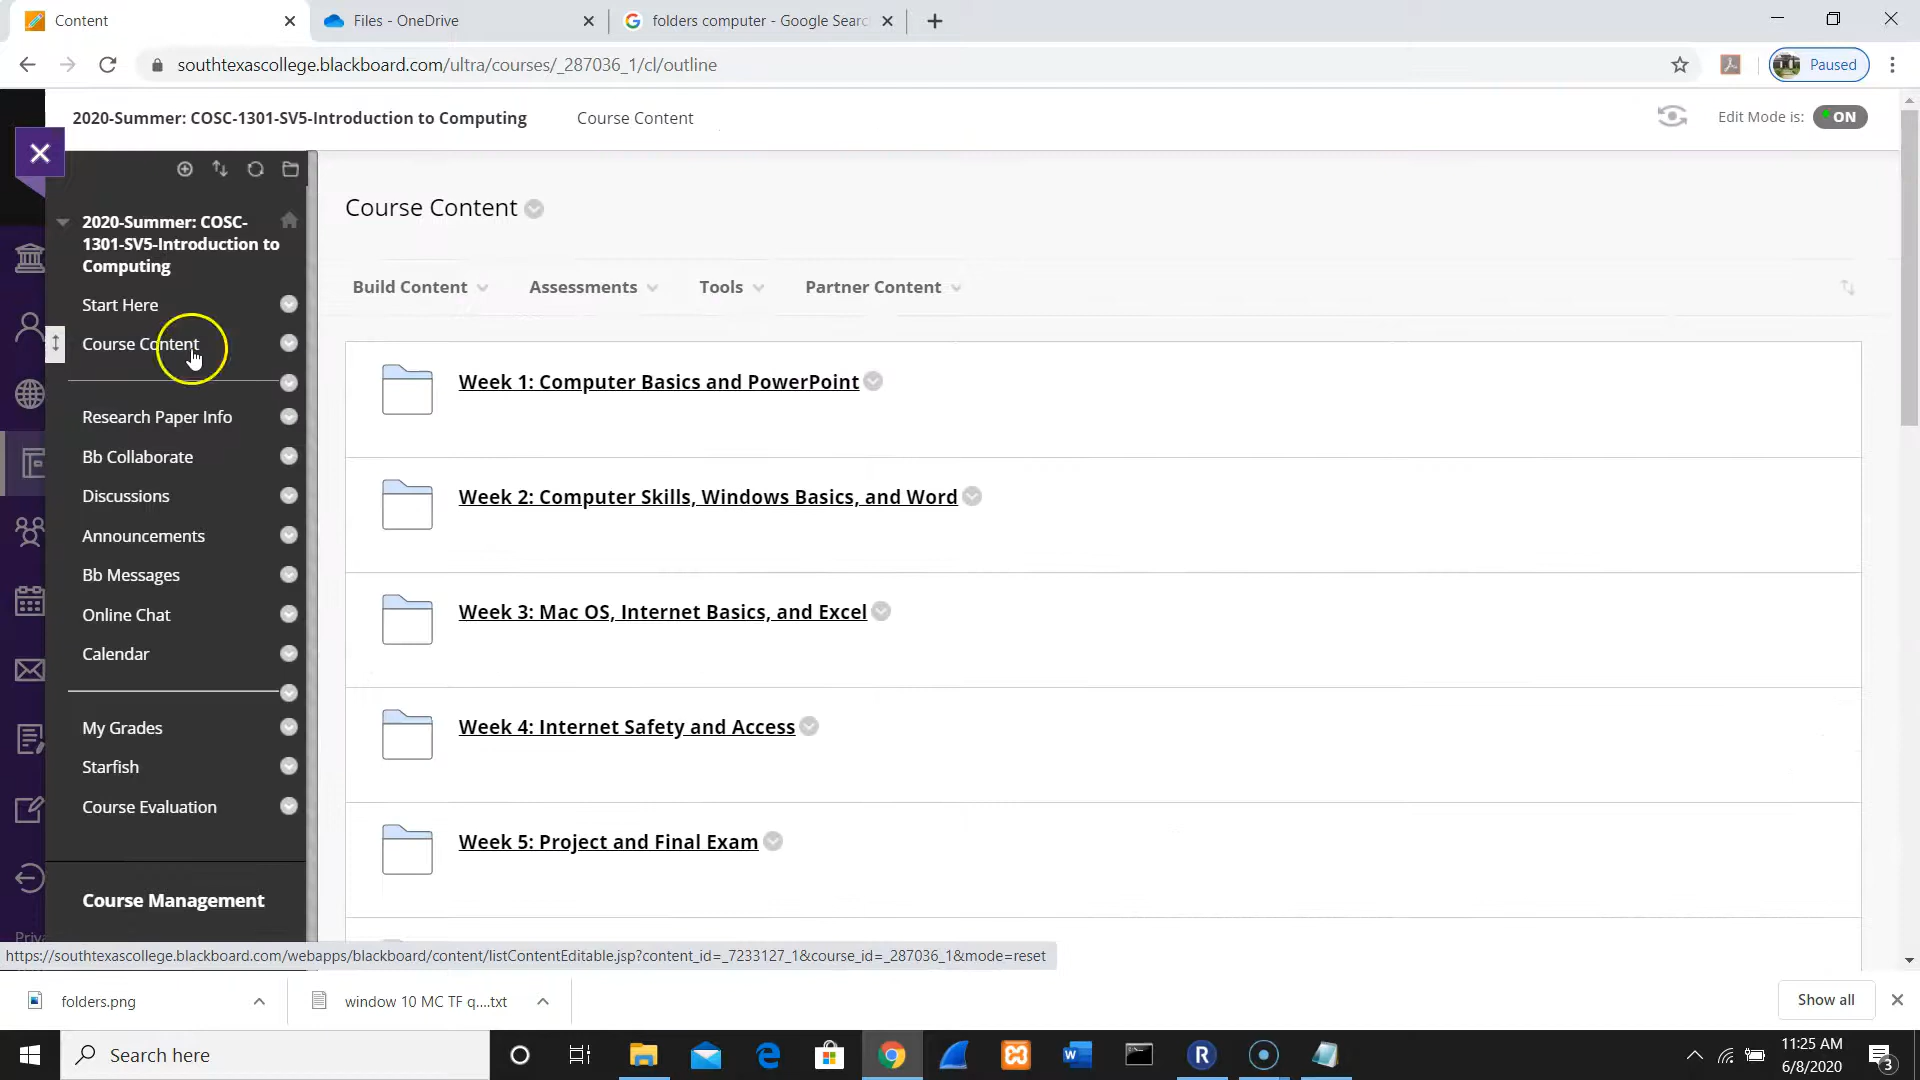 Content
Files - OneDrive
folders computer - Google Searc
southtexascollege.blackboard.com/ultra/courses/_287036_1/cl/outline
Paused
2020-Summer: COSC-1301-SV5-Introduction to Computing
Course Content
Edit Mode is:
ON
2020-Summer: COSC-
1301-SV5-Introduction to
Computing
Start Here
Course Content
Research Paper Info
Bb Collaborate
Discussions
Announcements
Bb Messages
Online Chat
Calendar
My Grades
Starfish
Course Evaluation
Course Management
Priva
Course Content
Build Content
Assessments
Tools
Partner Content
Week 1: Computer Basics and PowerPoint
Week 2: Computer Skills, Windows Basics, and Word
Week 3: Mac OS, Internet Basics, and Excel
Week 4: Internet Safety and Access
Week 5: Project and Final Exam
https://southtexascollege.blackboard.com/webapps/blackboard/content/listContentEditable.jsp?content_id=_7233127_1&course_id=_287036_1&mode=reset
folders.png
window 10 MC TF q....txt
Show all
Search here
11:25 AM
6/8/2020
3